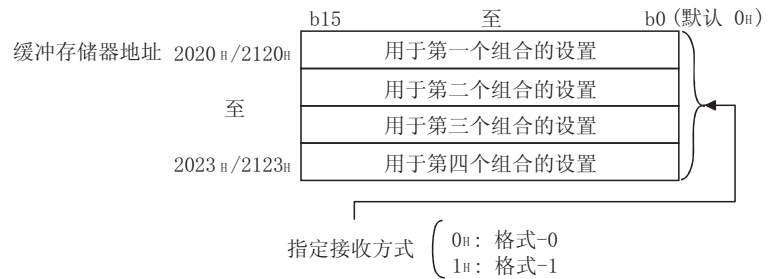 b15 至 b0(默认 0H)
缓冲存储器地址 2020H/2120H 用于第一个组合的设置
用于第二个组合的设置
至
用于第三个组合的设置
2023H/2123H 用于第四个组合的设置
指定接收方式
0H: 格式-0
1H: 格式-1